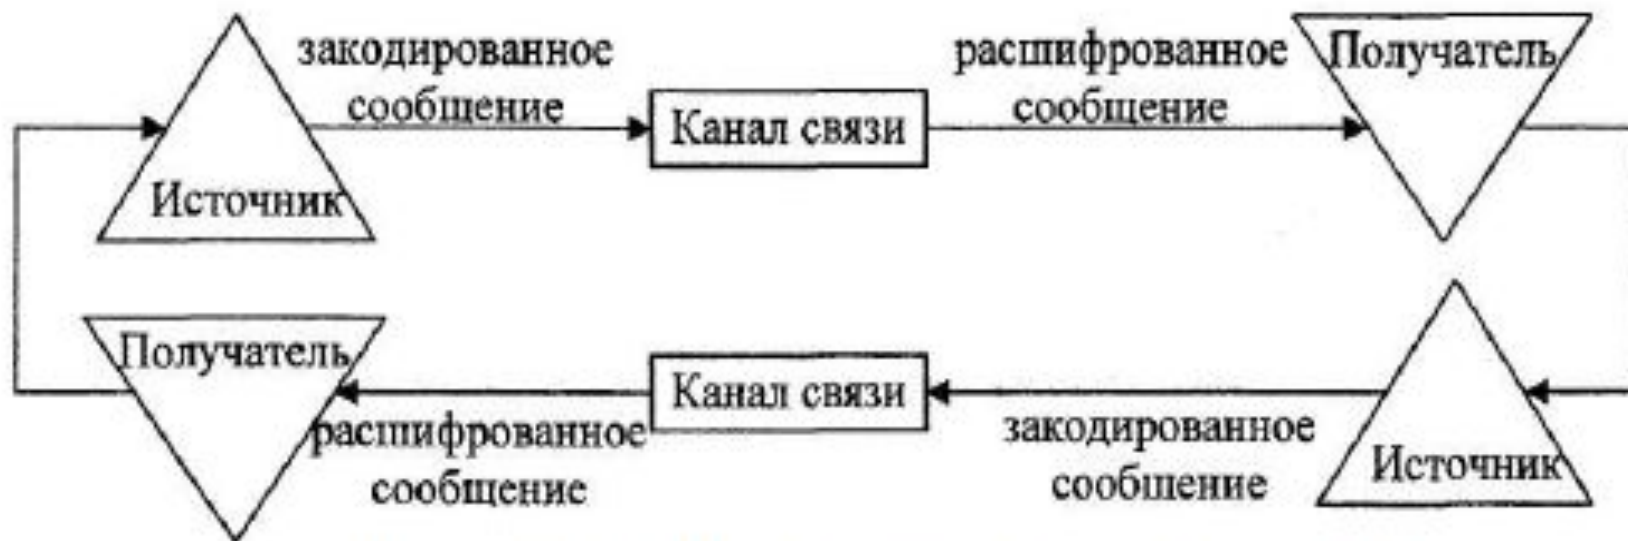 закодированное
сообщение
Канал связи
расшифрованное
сообщение
Получатель
Источник
Получатель
расшифрованное
сообщение
Канал связи
закодированное
сообщение
Источник